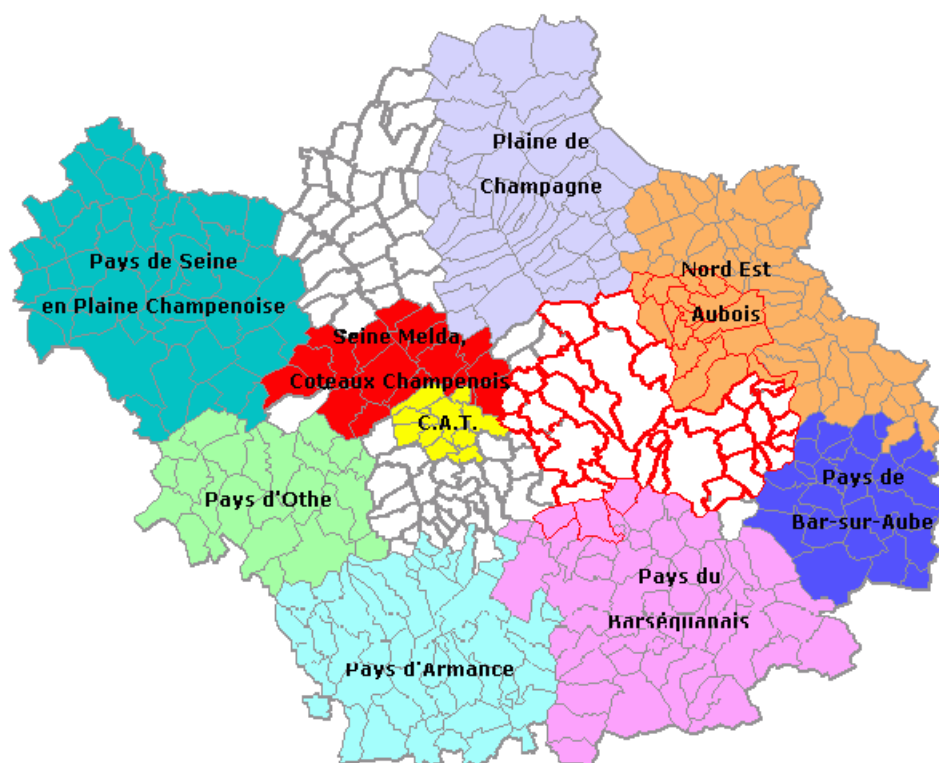 Plaine de
Champagne
Pays de Seine
en Plaine Champenoise
Nord Est
Aubois
Seine Melda,
Coteaux Champenois
C.A.T.
Pays d'Othe
Pays de
Bar-sur-Aube
Pays du
Barséquanais
Pays d'Armance